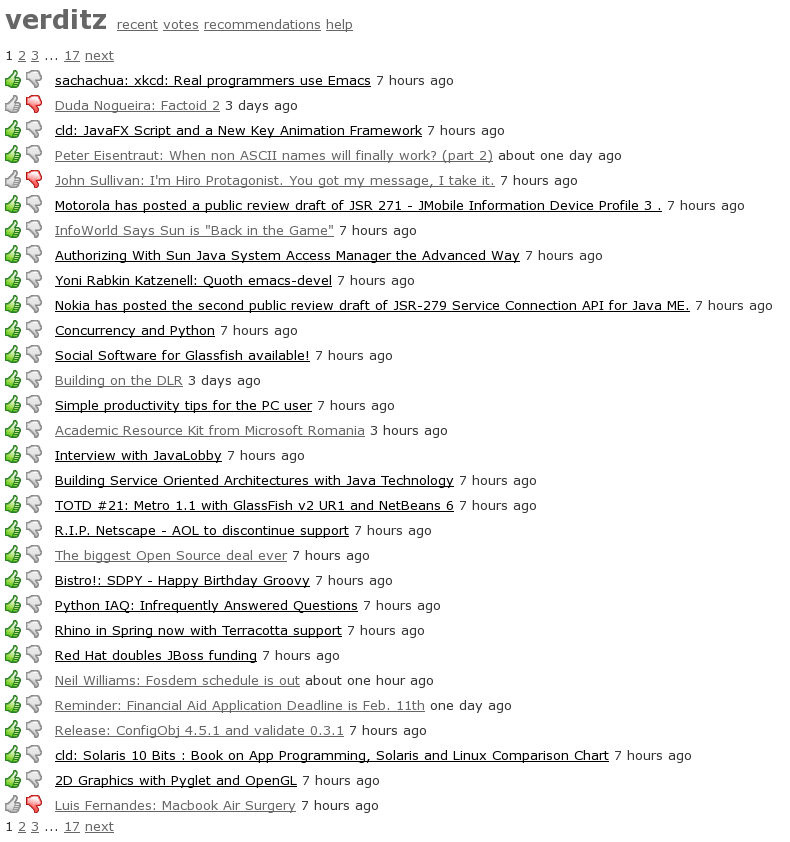 verditz recent votes recommendations help
1 2 3 ... 17 next
sachachua: xkcd: Real programmers use Emacs 7 hours ago
Duda Nogueira: Factoid 2 3 days ago
cld: JavaFX Script and a New Key Animation Framework 7 hours ago
Peter Eisentraut: When non ASCII names will finally work? (part 2) about one day ago
John Sullivan: I'm Hiro Protagonist. You got my message, I take it. 7 hours ago
Motorola has posted a public review draft of JSR 271 - JMobile Information Device Profile 3 . 7 hours ago
InfoWorld Says Sun is "Back in the Game" 7 hours ago
Authorizing With Sun Java System Access Manager the Advanced Way 7 hours ago
Yoni Rabkin Katzenell: Quoth emacs-devel 7 hours ago
Nokia has posted the second public review draft of JSR-279 Service Connection API for Java ME. 7 hours ago
Concurrency and Python 7 hours ago
Social Software for Glassfish available! 7 hours ago
Building on the DLR 3 days ago
Simple productivity tips for the PC user 7 hours ago
Academic Resource Kit from Microsoft Romania 3 hours ago
Interview with JavaLobby 7 hours ago
Building Service Oriented Architectures with Java Technology 7 hours ago
TOTD #21: Metro 1.1 with GlassFish v2 UR1 and NetBeans 6 7 hours ago
R.I.P. Netscape - AOL to discontinue support 7 hours ago
The biggest Open Source deal ever 7 hours ago
Bistro!: SDPY - Happy Birthday Groovy 7 hours ago
Python IAQ: Infrequently Answered Questions 7 hours ago
Rhino in Spring now with Terracotta support 7 hours ago
Red Hat doubles JBoss funding 7 hours ago
Neil Williams: Fosdem schedule is out about one hour ago
Reminder: Financial Aid Application Deadline is Feb. 11th one day ago
Release: ConfigObj 4.5.1 and validate 0.3.1 7 hours ago
cld: Solaris 10 Bits : Book on App Programming, Solaris and Linux Comparison Chart 7 hours ago
2D Graphics with Pyglet and OpenGL 7 hours ago
Luis Fernandes: Macbook Air Surgery 7 hours ago
1 2 3 ... 17 next